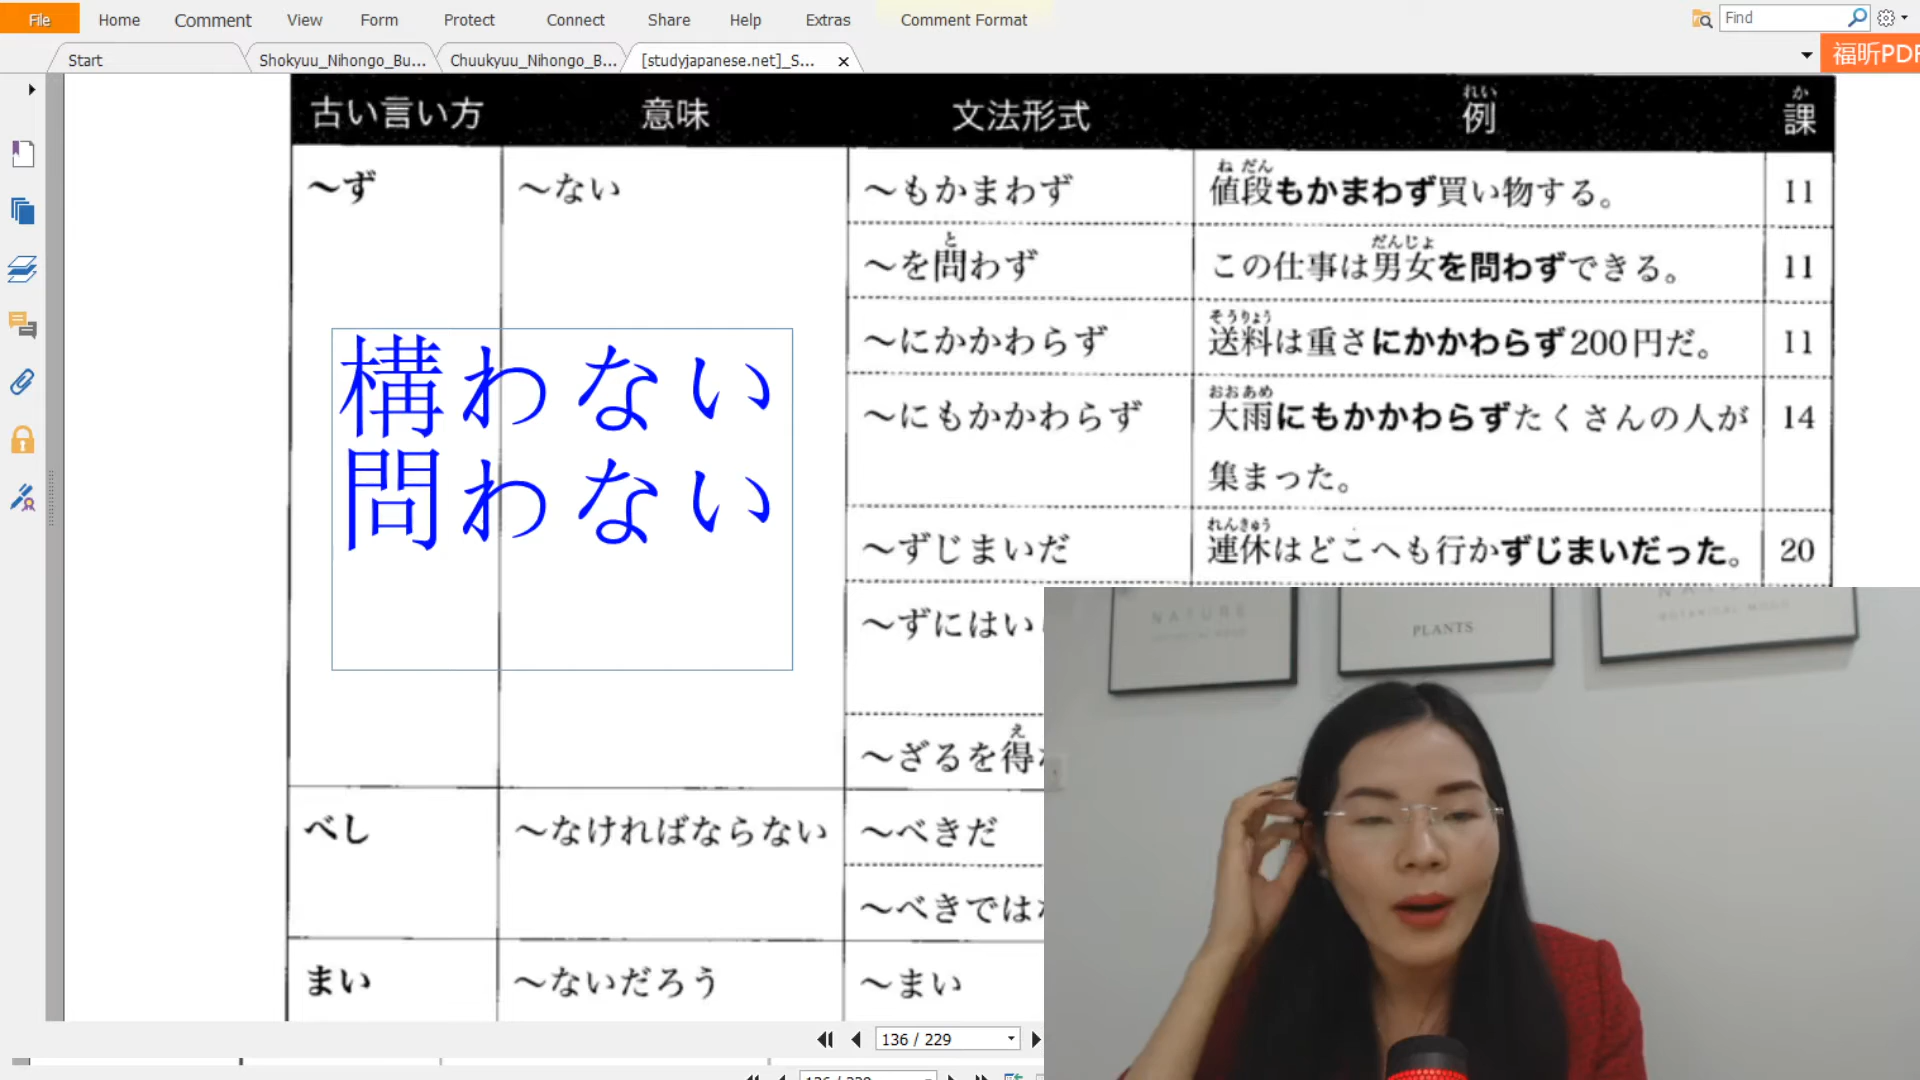 File Home Comment View Form Protect Connect Share Help Extras Comment Format Find
Start Shokyuu_Nihongo_Bu... Chuukyuu_Nihongo_B... [studyjapanese.net]_S... 福昕PDF
古い言い方 意味 文法形式 例 課
れい か
〜ず 〜ない 〜もかまわず 値段もかまわず買い物する。 11
ね だん
〜を問わず この仕事は男女を問わずできる。 11
と だんじょ
〜にかかわらず 送料は重さにかかわらず200円だ。 11
そうりょう
〜にもかかわらず 大雨にもかかわらずたくさんの人が 14
おおあめ
集まった。
〜ずじまいだ 連休はどこへも行かずじまいだった。 20
れんきゅう
構わない
問わない
〜ずにはい
〜ざるを得
え
べし 〜なければならない 〜べきだ
〜べきでは
まい 〜ないだろう 〜まい
136 / 229
NATURE
PLANTS